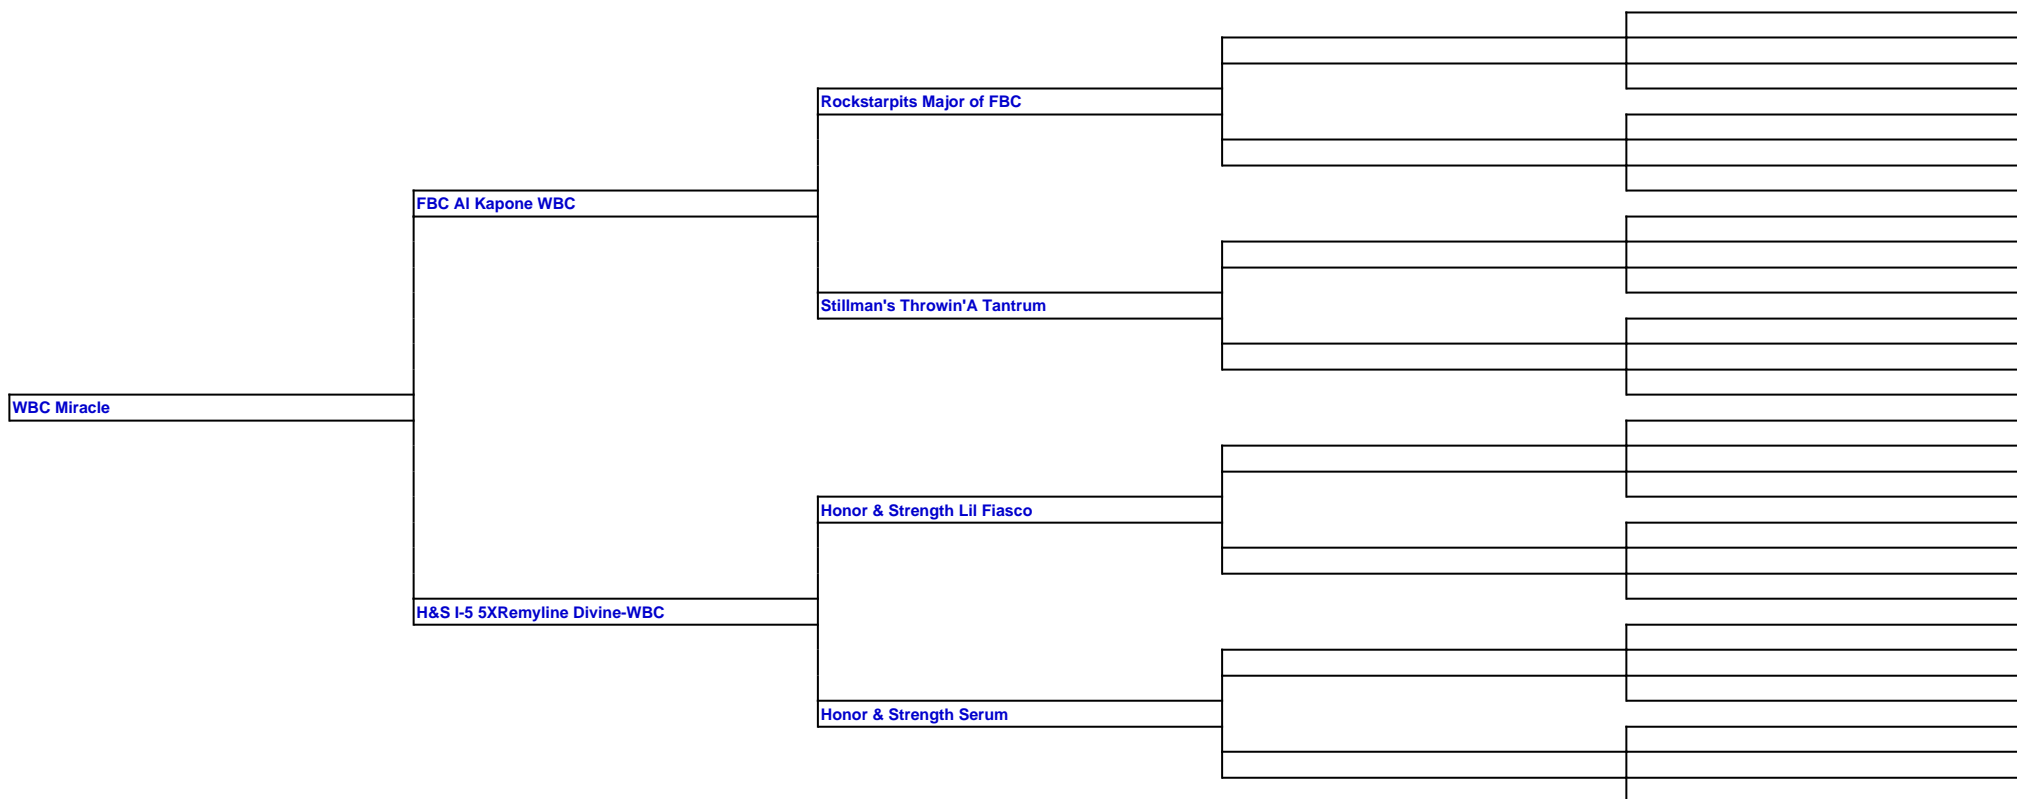 Rockstarpits Major of FBC
FBC Al Kapone WBC
Stillman's Throwin'A Tantrum
WBC Miracle
Honor & Strength Lil Fiasco
H&S I-5 5XRemyline Divine-WBC
Honor & Strength Serum